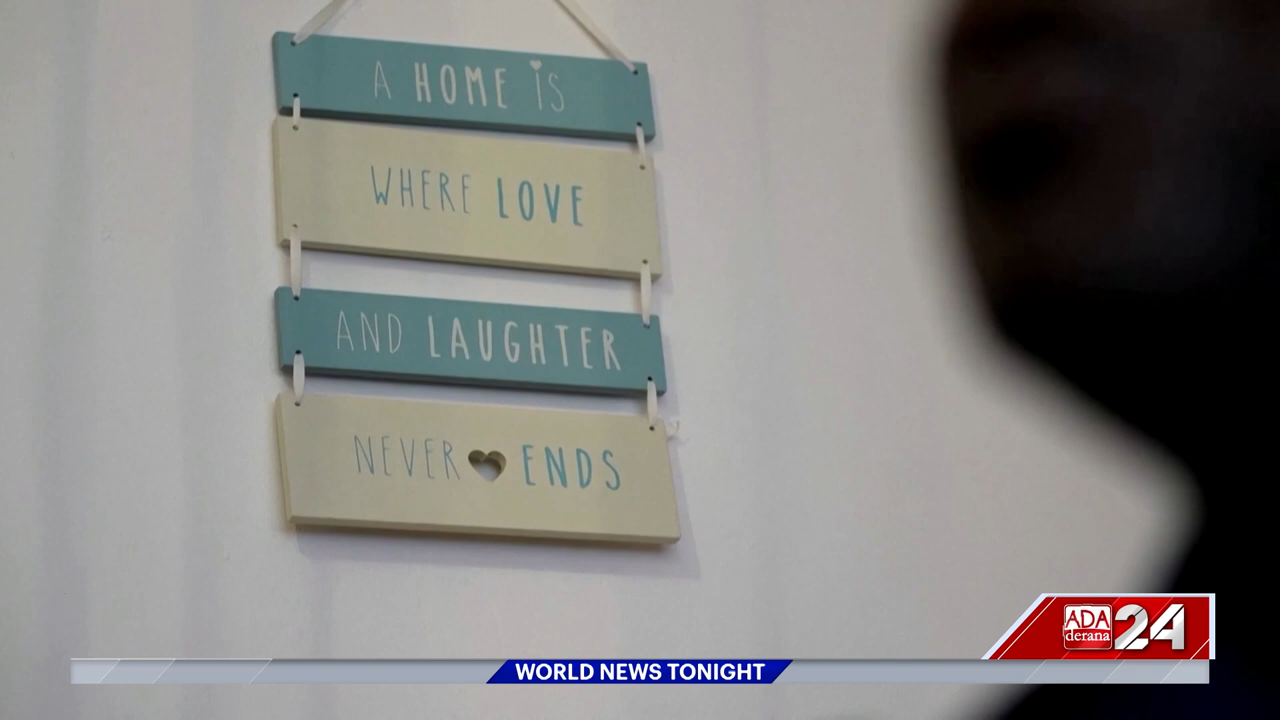 A HOME IS
WHERE LOVE
AND LAUGHTER
NEVER ENDS
ADA
derana
24
WORLD NEWS TONIGHT